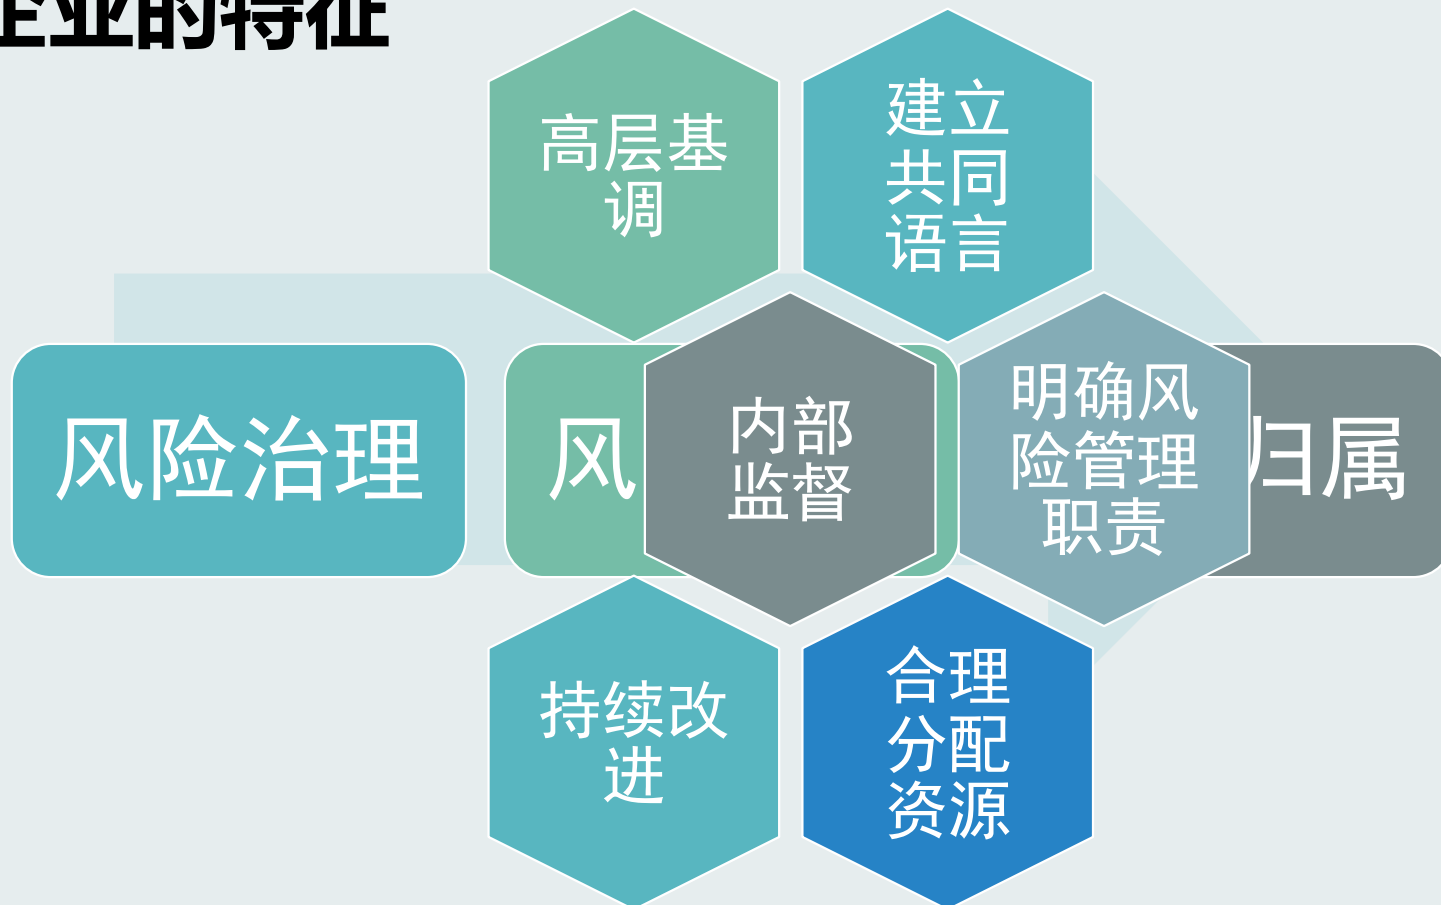 企业的特征
高层基
调
建立
共同
语言
风险治理
风
内部
监督
明确风
险管理
职责
归属
持续改
进
合理
分配
资源